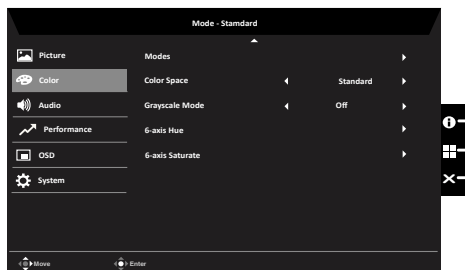 Mode - Stamdard
Picture
Modes
Color
Color Space Standard
Audio
Grayscale Mode Off
Performance
6-axis Hue
OSD
6-axis Saturate
System
Move Enter